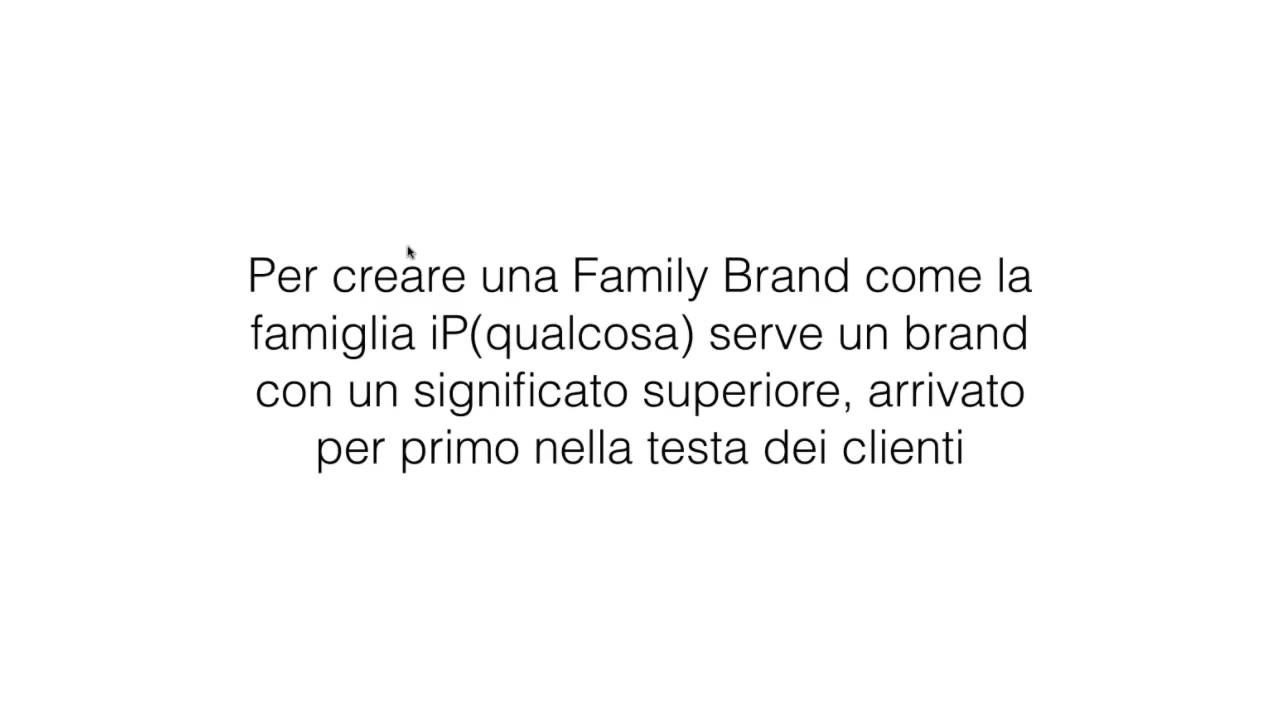 Per creare una Family Brand come la
famiglia iP(qualcosa) serve un brand
con un significato superiore, arrivato
per primo nella testa dei clienti